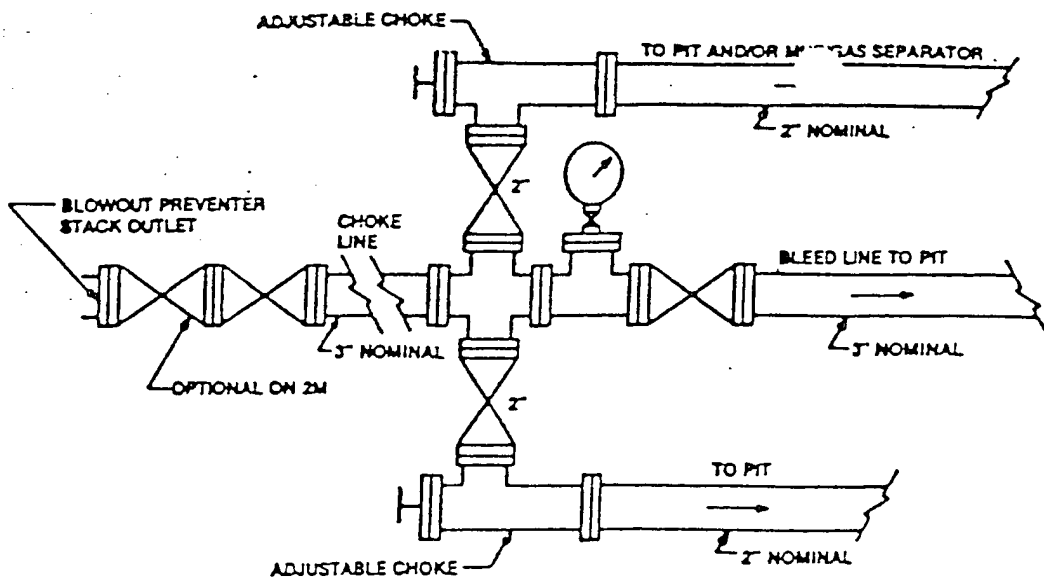 ADJUSTABLE CHOKE
TO PIT AND/OR GAS SEPARATOR
2" NOMINAL
2"
BLOWOUT PREVENTER
STACK OUTLET
CHOKE
LINE
BLEED LINE TO PIT
3" NOMINAL
3" NOMINAL
OPTIONAL ON 2M
2"
TO PIT
2" NOMINAL
ADJUSTABLE CHOKE